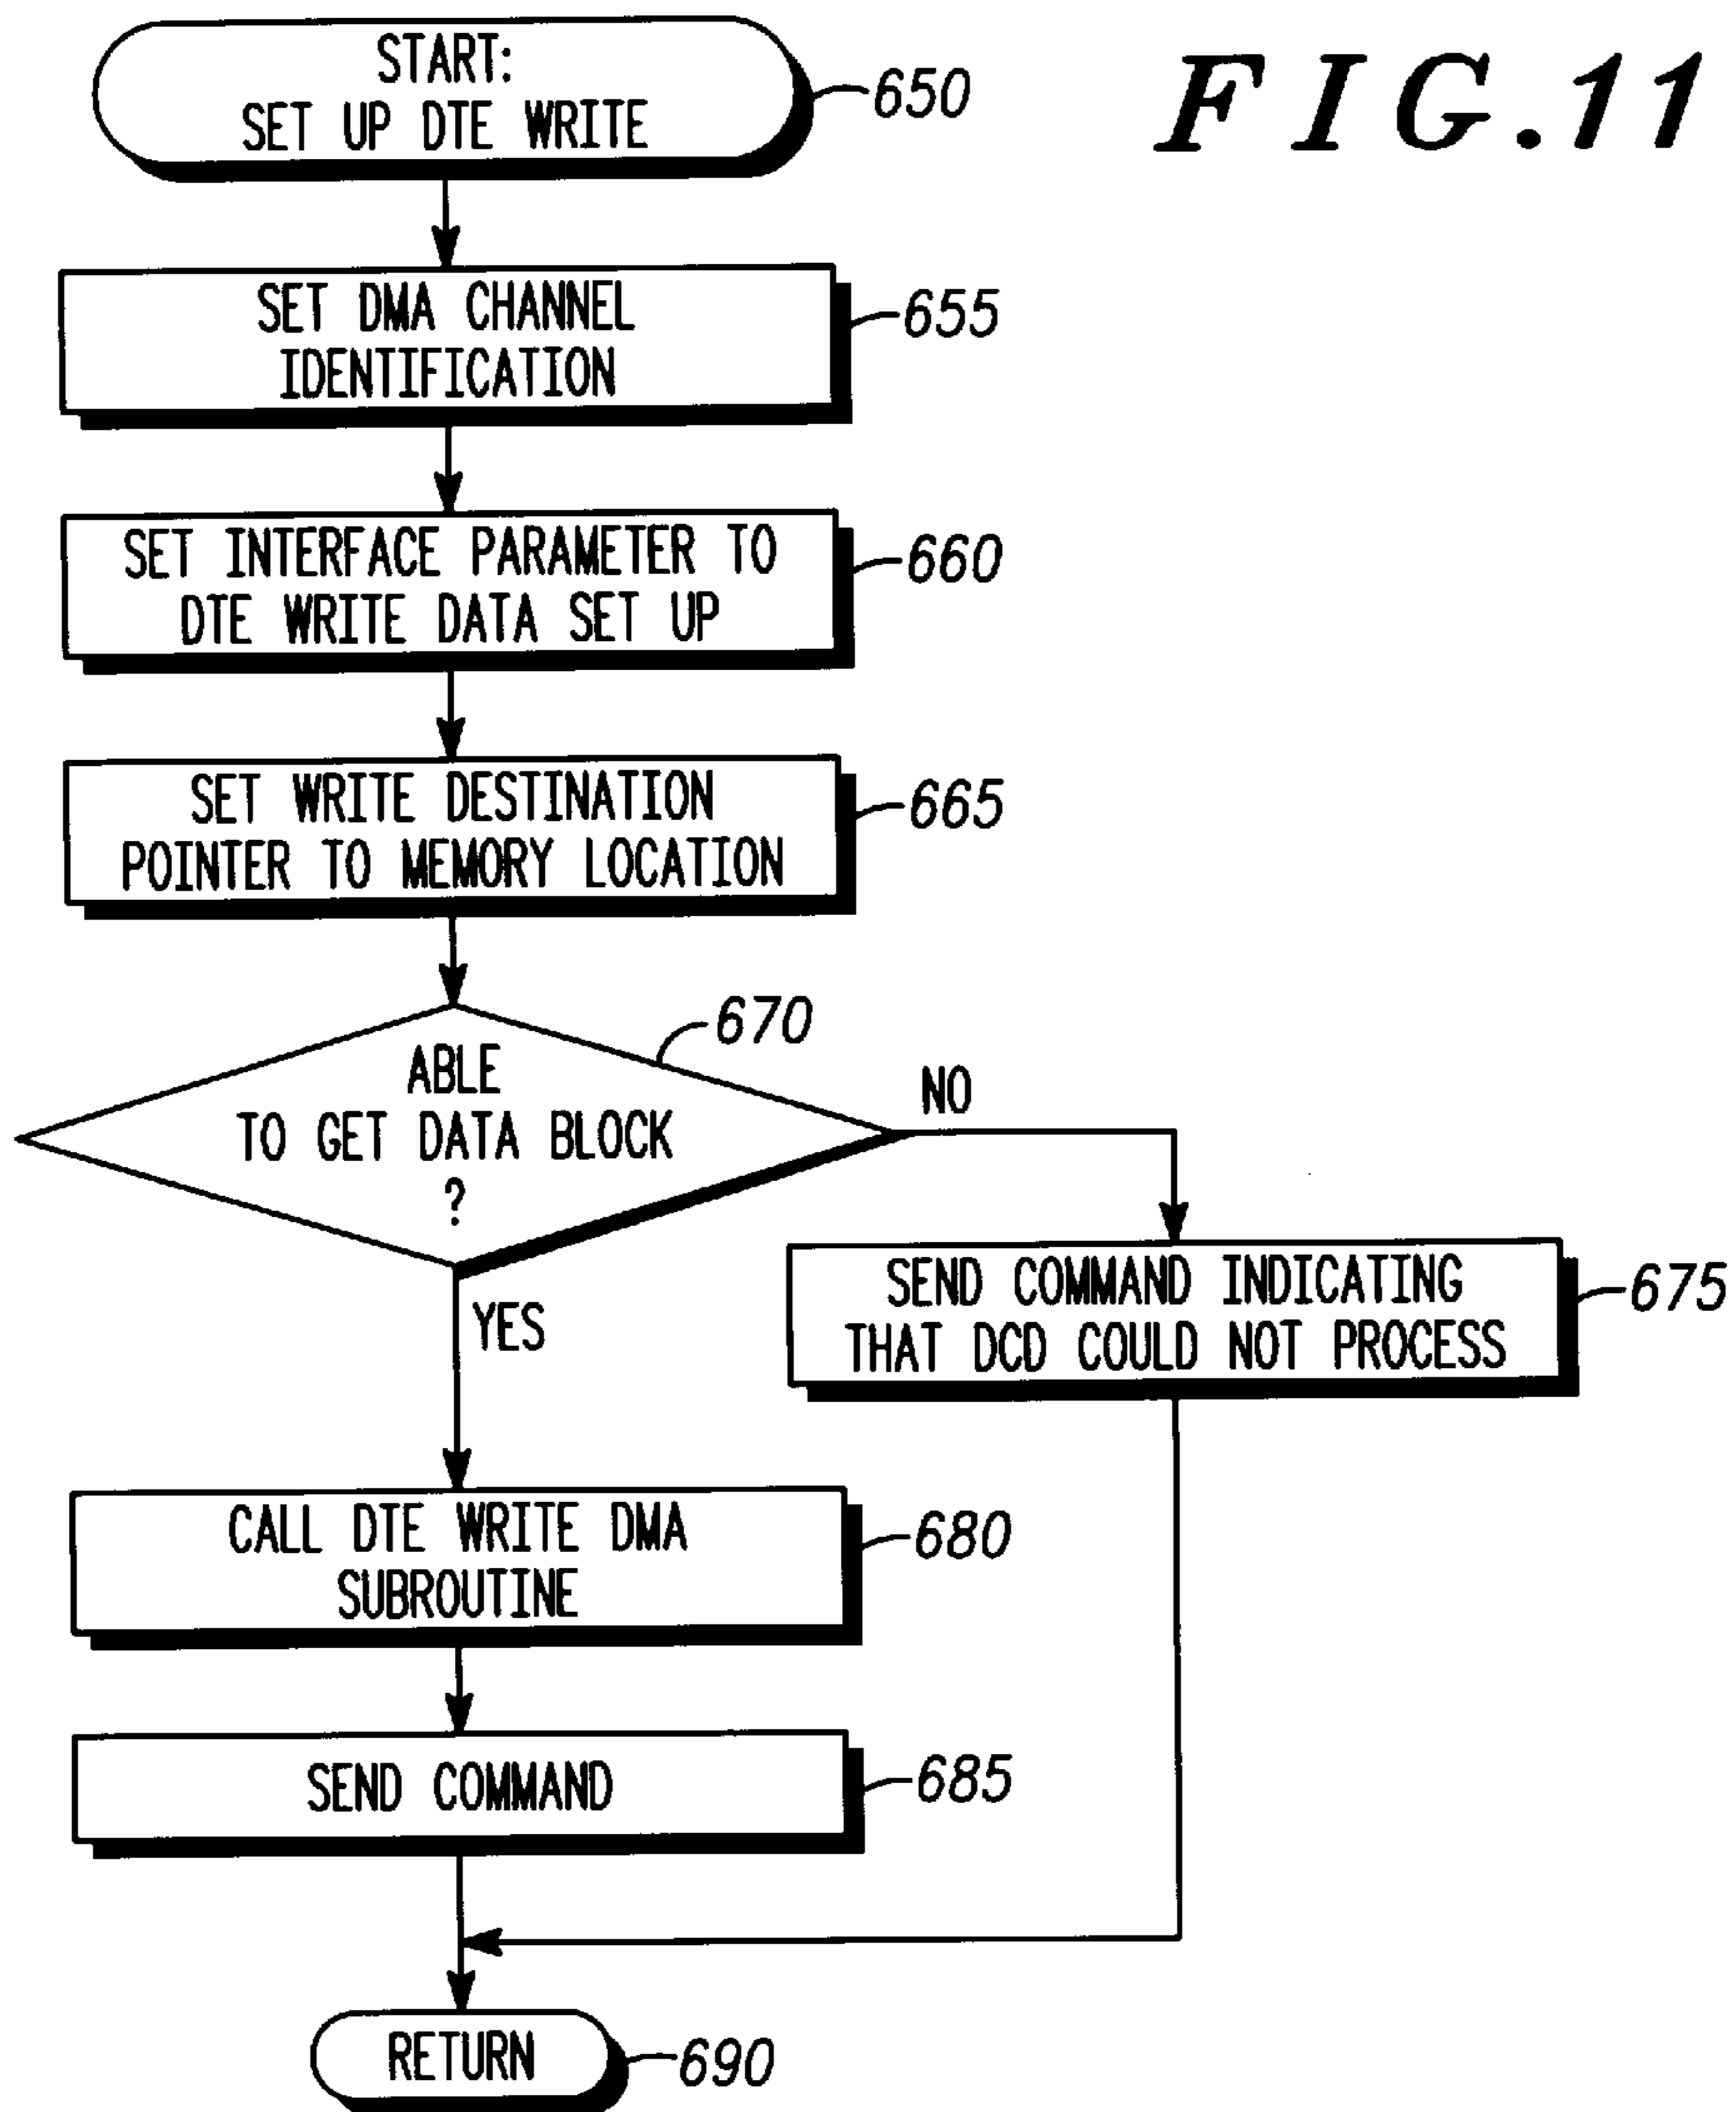 START:
SET UP DTE WRITE
650
FIG.11
SET DMA CHANNEL
IDENTIFICATION
655
SET INTERFACE PARAMETER TO
DTE WRITE DATA SET UP
660
SET WRITE DESTINATION
POINTER TO MEMORY LOCATION
665
670
ABLE
TO GET DATA BLOCK
?
NO
YES
SEND COMMAND INDICATING
THAT DCD COULD NOT PROCESS
675
CALL DTE WRITE DMA
SUBROUTINE
680
SEND COMMAND
685
RETURN
690